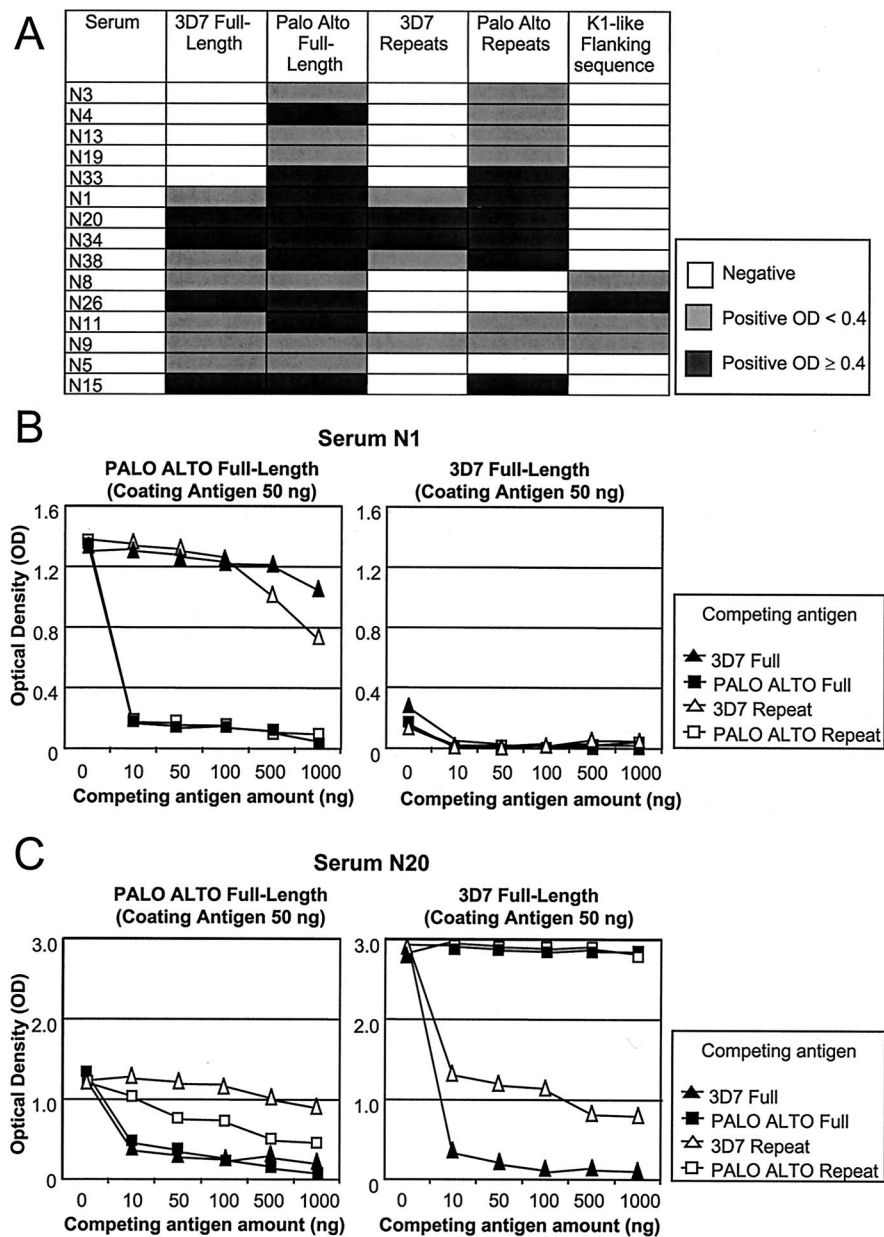 A
Serum 3D7 Full-Length Palo Alto Full-Length 3D7 Repeats Palo Alto Repeats K1-like Flanking sequence
N3
N4
N13
N19
N33
N1
N20
N34
N38
N8
N26
N11
N9
N5
N15
Negative
Positive OD < 0.4
Positive OD ≥ 0.4
B
Serum N1
PALO ALTO Full-Length
(Coating Antigen 50 ng)
3D7 Full-Length
(Coating Antigen 50 ng)
Optical Density (OD)
1.6
1.2
0.8
0.4
0
0 10 50 100 500 1000
Competing antigen amount (ng)
1.6
1.2
0.8
0.4
0
0 10 50 100 500 1000
Competing antigen amount (ng)
Competing antigen
3D7 Full
PALO ALTO Full
3D7 Repeat
PALO ALTO Repeat
C
Serum N20
PALO ALTO Full-Length
(Coating Antigen 50 ng)
3D7 Full-Length
(Coating Antigen 50 ng)
Optical Density (OD)
3.0
2.0
1.0
0
0 10 50 100 500 1000
Competing antigen amount (ng)
3.0
2.0
1.0
0
0 10 50 100 500 1000
Competing antigen amount (ng)
Competing antigen
3D7 Full
PALO ALTO Full
3D7 Repeat
PALO ALTO Repeat